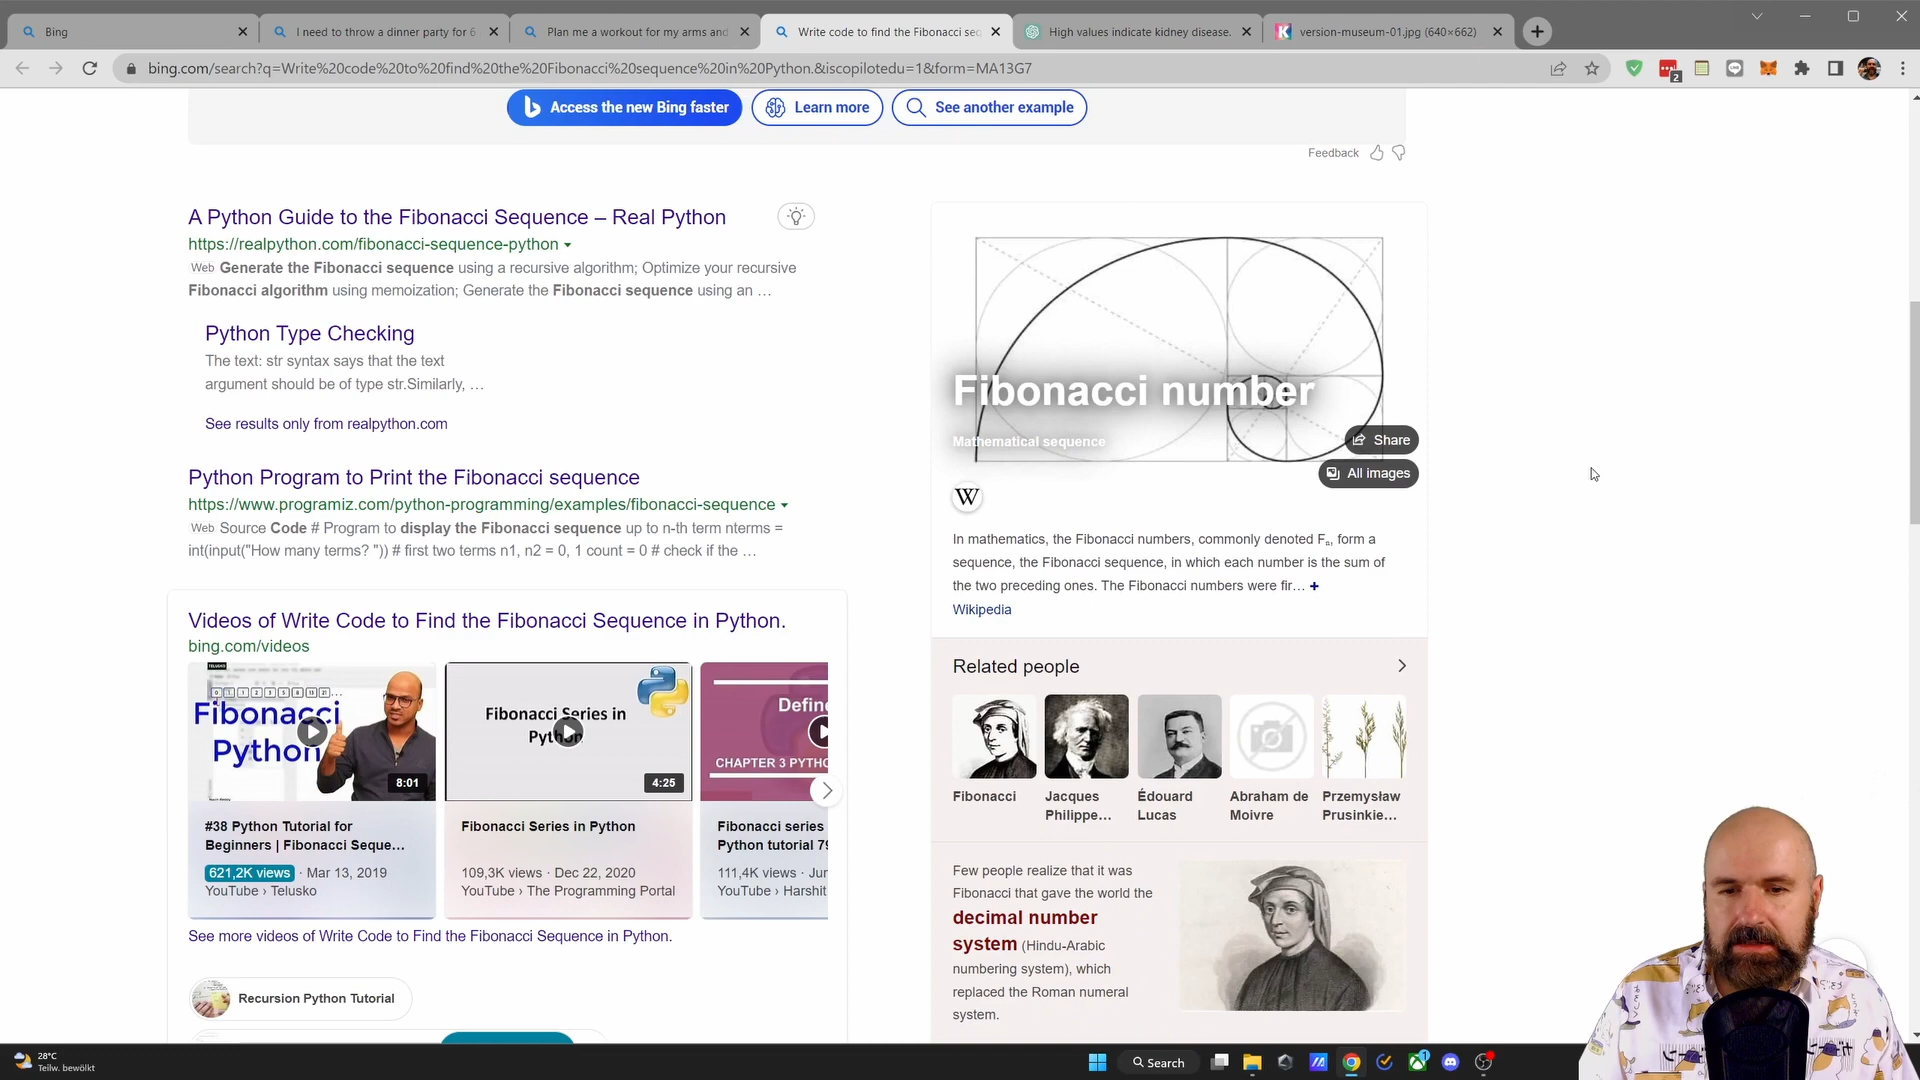 Bing
I need to throw a dinner party for 6
Plan me a workout for my arms and
Write code to find the Fibonacci sec
High values indicate kidney disease.
version-museum-01.jpg (640×662)
bing.com/search?q=Write%20code%20to%20find%20the%20Fibonacci%20sequence%20in%20Python.&iscopilotedu=1&form=MA13G7
2
Access the new Bing faster
Learn more
See another example
Feedback
A Python Guide to the Fibonacci Sequence – Real Python
https://realpython.com/fibonacci-sequence-python
Web Generate the Fibonacci sequence using a recursive algorithm; Optimize your recursive
Fibonacci algorithm using memoization; Generate the Fibonacci sequence using an …
Python Type Checking
The text: str syntax says that the text
argument should be of type str.Similarly, …
See results only from realpython.com
Python Program to Print the Fibonacci sequence
https://www.programiz.com/python-programming/examples/fibonacci-sequence
Web Source Code # Program to display the Fibonacci sequence up to n-th term nterms =
int(input("How many terms? ")) # first two terms n1, n2 = 0, 1 count = 0 # check if the …
Videos of Write Code to Find the Fibonacci Sequence in Python.
bing.com/videos
TELUSKO
Fibonacci
Python
8:01
#38 Python Tutorial for
Beginners | Fibonacci Seque…
621,2K views · Mar 13, 2019
YouTube › Telusko
Fibonacci Series in
Python
4:25
Fibonacci Series in Python
109,3K views · Dec 22, 2020
YouTube › The Programming Portal
Define
CHAPTER 3 PYTHO
Fibonacci series
Python tutorial 79
111,4K views · Jun
YouTube › Harshit
See more videos of Write Code to Find the Fibonacci Sequence in Python.
Recursion Python Tutorial
Fibonacci number
Mathematical sequence
Share
All images
W
In mathematics, the Fibonacci numbers, commonly denoted Fₙ, form a
sequence, the Fibonacci sequence, in which each number is the sum of
the two preceding ones. The Fibonacci numbers were fir… +
Wikipedia
Related people
Fibonacci
Jacques
Philippe…
Édouard
Lucas
Abraham de
Moivre
Przemysław
Prusinkie…
Few people realize that it was
Fibonacci that gave the world the
decimal number
system (Hindu-Arabic
numbering system), which
replaced the Roman numeral
system.
28°C
Teilw. bewölkt
Search
1